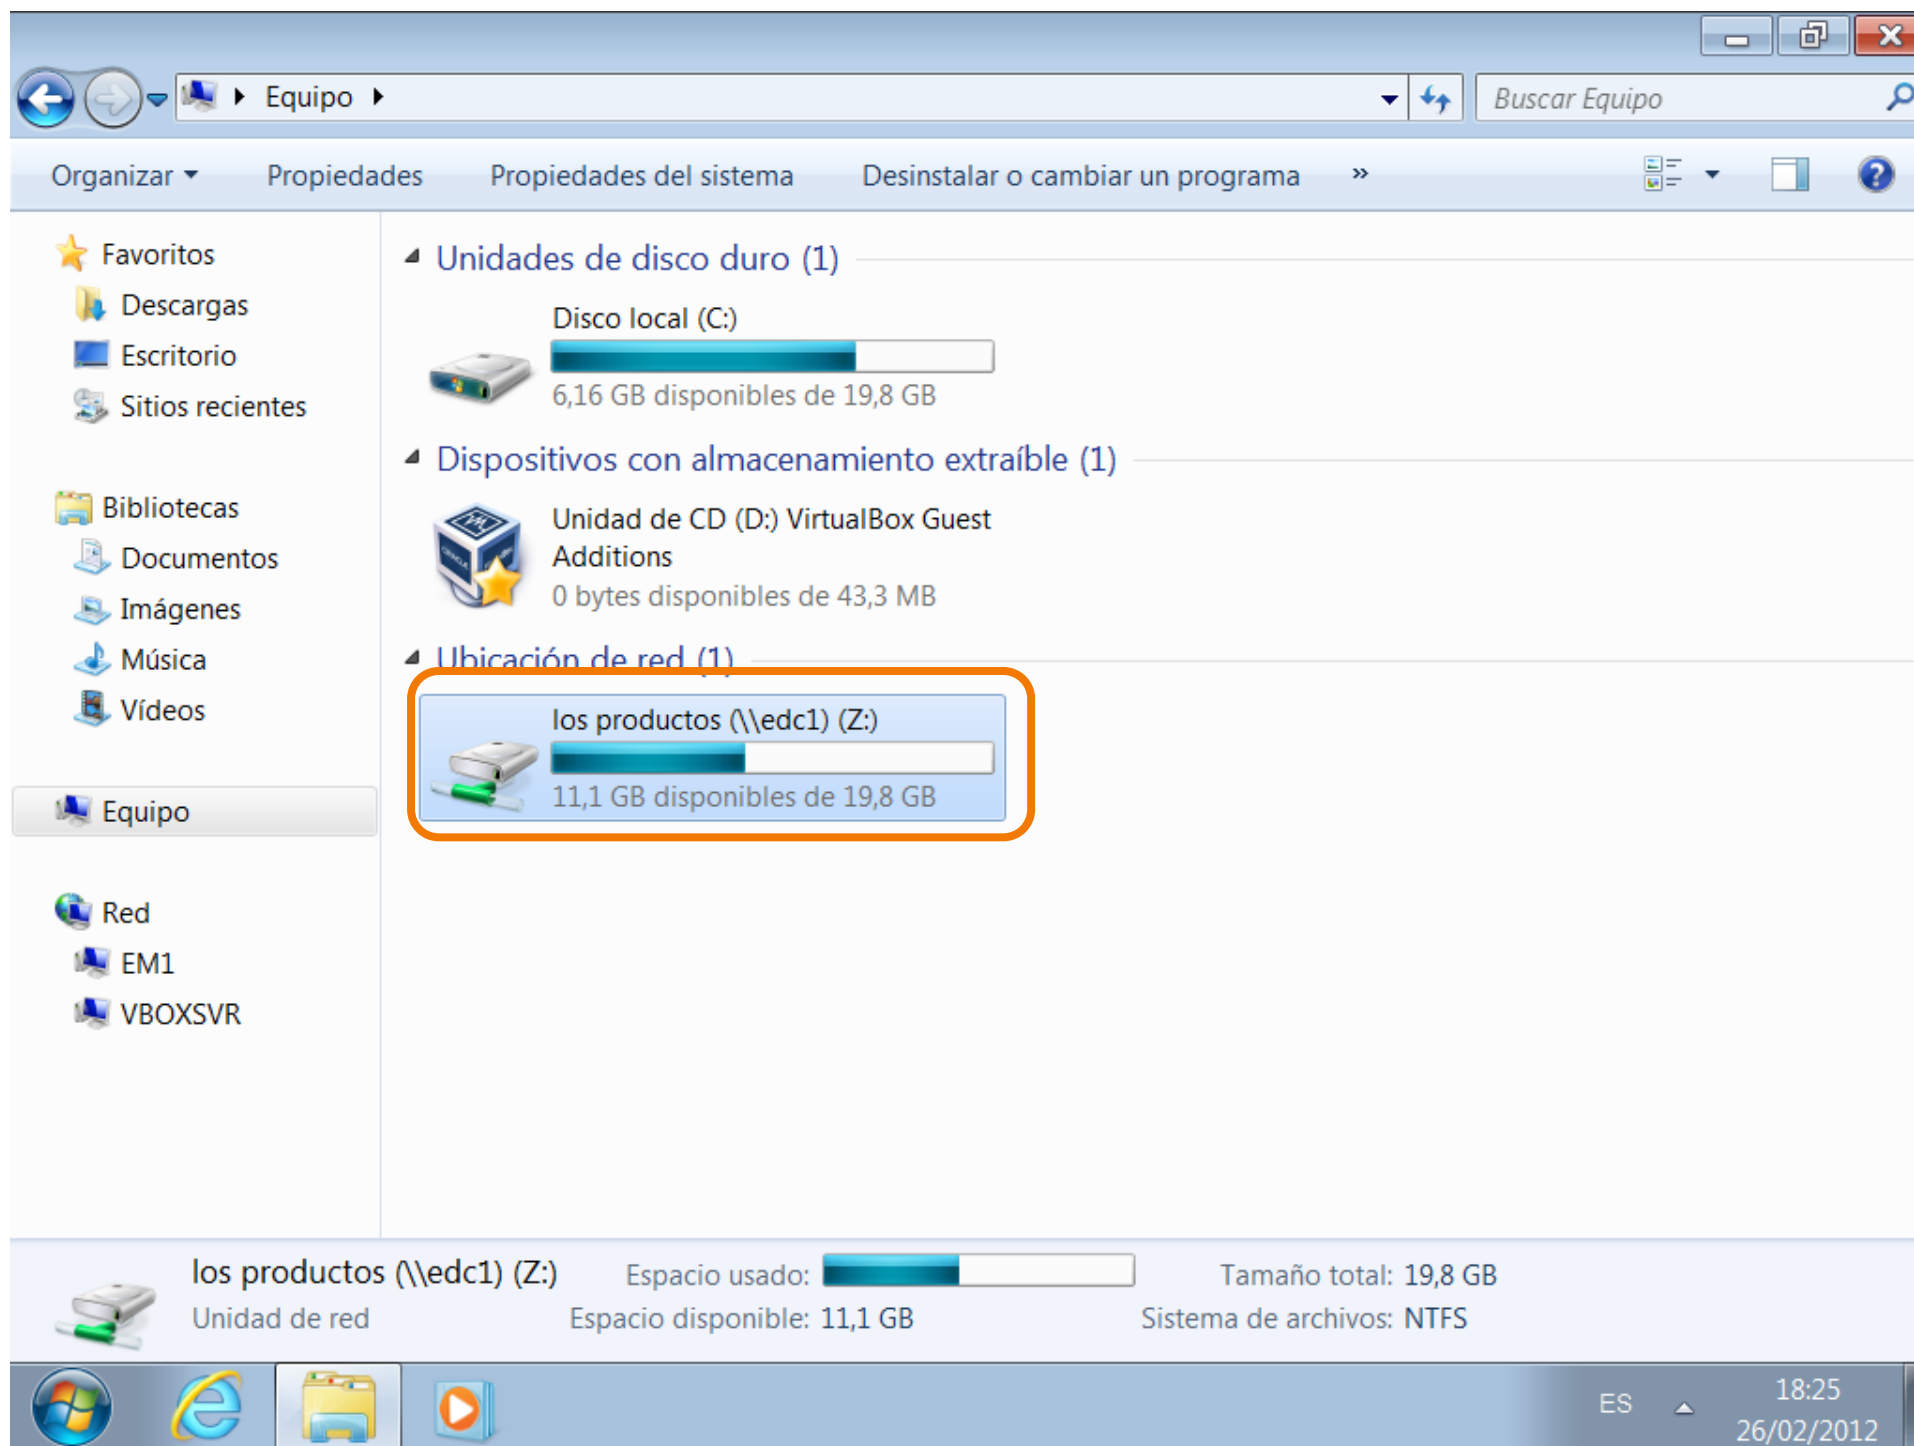 Equipo
Buscar Equipo
Organizar
Propiedades
Propiedades del sistema
Desinstalar o cambiar un programa
»
Favoritos
Descargas
Escritorio
Sitios recientes
Bibliotecas
Documentos
Imágenes
Música
Vídeos
Equipo
Red
EM1
VBOXSVR
Unidades de disco duro (1)
Disco local (C:)
6,16 GB disponibles de 19,8 GB
Dispositivos con almacenamiento extraíble (1)
Unidad de CD (D:) VirtualBox Guest
Additions
0 bytes disponibles de 43,3 MB
Ubicación de red (1)
los productos (\\edc1) (Z:)
11,1 GB disponibles de 19,8 GB
los productos (\\edc1) (Z:)
Espacio usado:
Tamaño total: 19,8 GB
Unidad de red
Espacio disponible: 11,1 GB
Sistema de archivos: NTFS
ES
18:25
26/02/2012